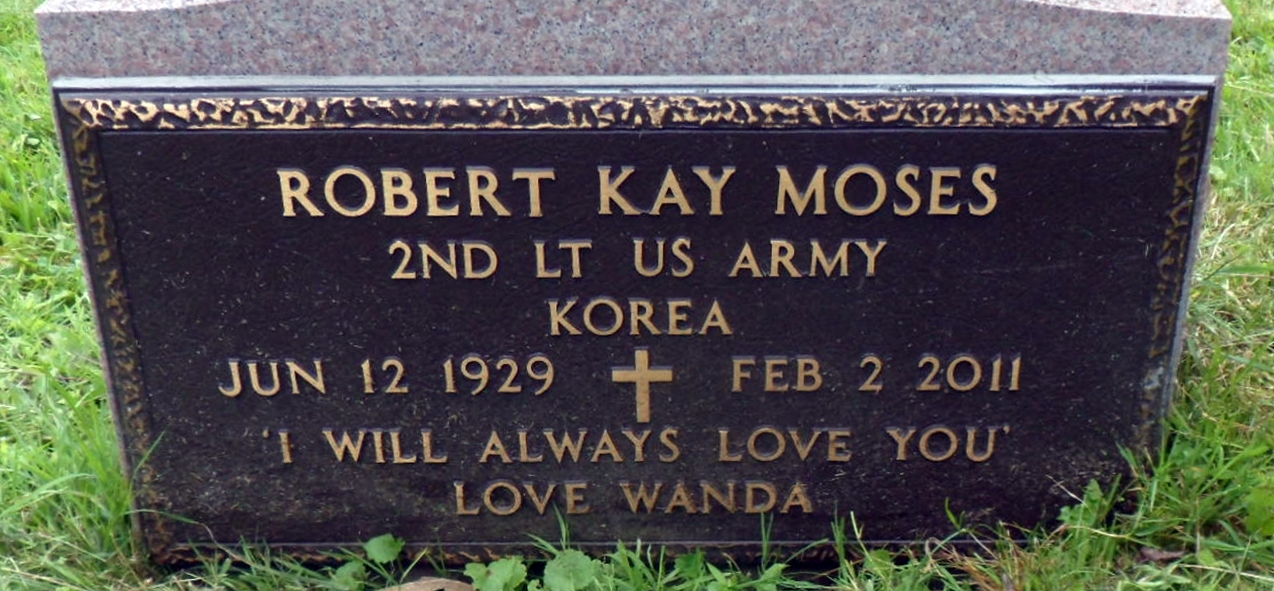 ROBERT KAY MOSES
2ND LT US ARMY
KOREA
JUN 12 1929 FEB 2 2011
'I WILL ALWAYS LOVE YOU'
LOVE WANDA